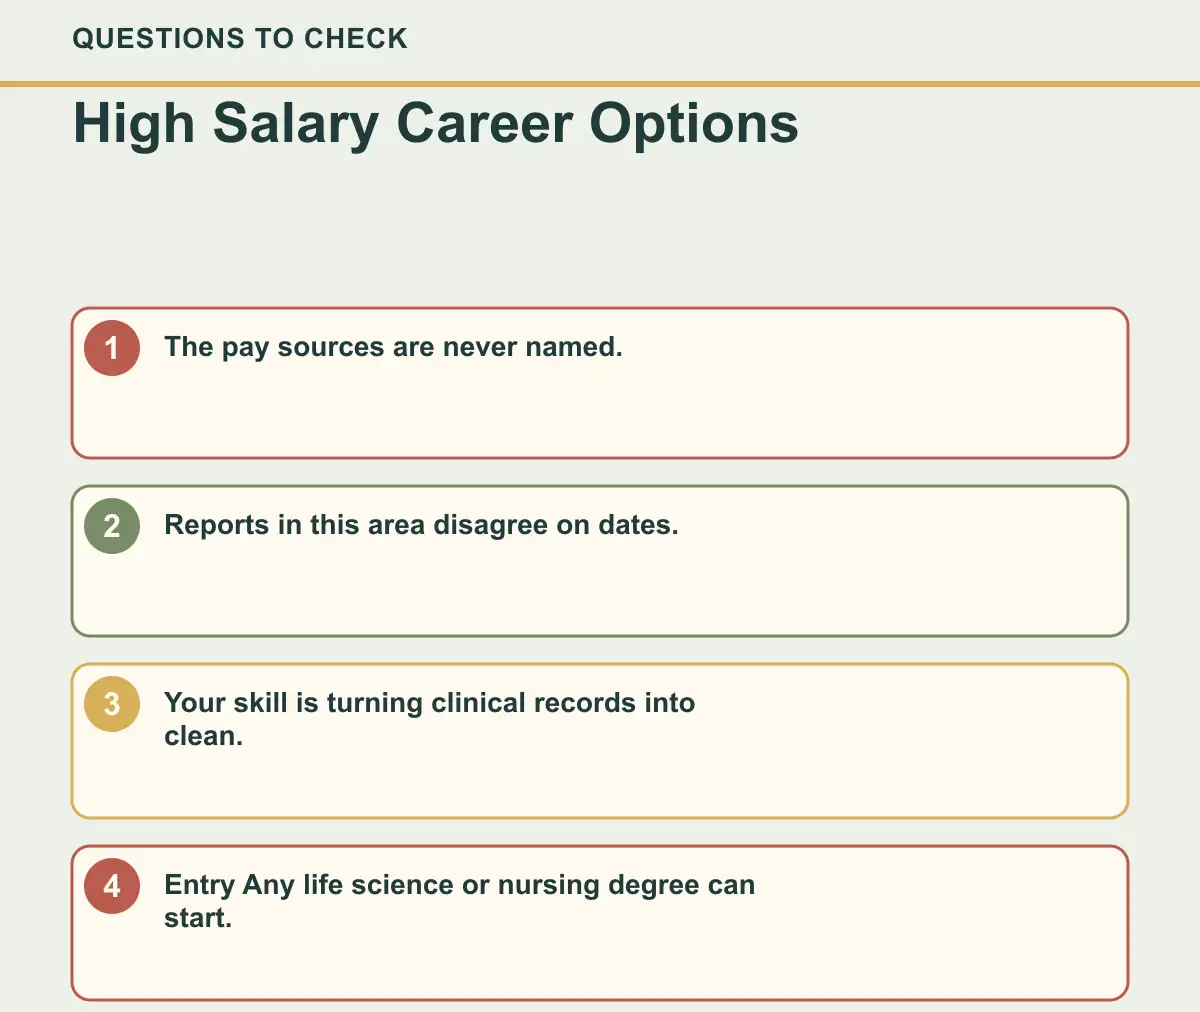 QUESTIONS TO CHECK
High Salary Career Options
1
The pay sources are never named.
2
Reports in this area disagree on dates.
3
Your skill is turning clinical records into
clean.
4
Entry Any life science or nursing degree can
start.